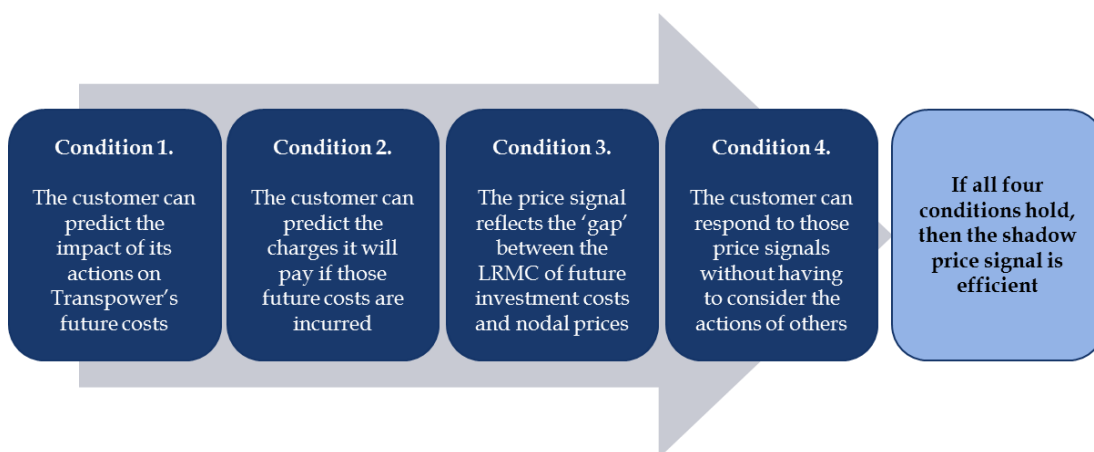 Condition 1.
The customer can
predict the
impact of its
actions on
Transpower’s
future costs
Condition 2.
The customer can
predict the
charges it will
pay if those
future costs are
incurred
Condition 3.
The price signal
reflects the ‘gap’
between the
LRMC of future
investment costs
and nodal prices
Condition 4.
The customer can
respond to those
price signals
without having
to consider the
actions of others
If all four
conditions hold,
then the shadow
price signal is
efficient